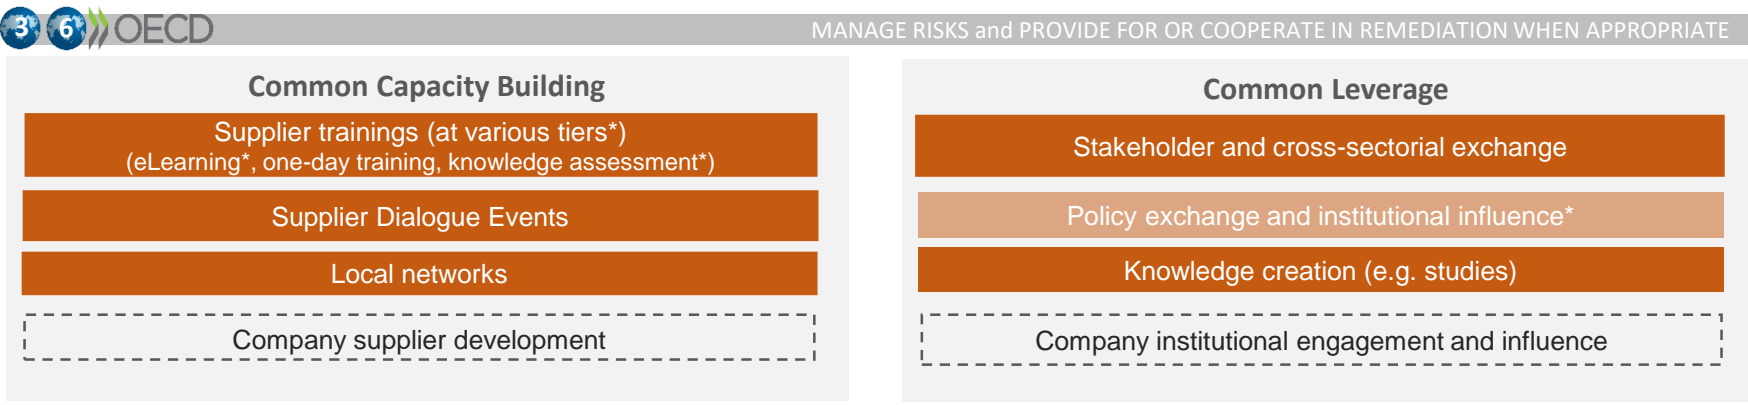 3 6 OECD
MANAGE RISKS and PROVIDE FOR OR COOPERATE IN REMEDIATION WHEN APPROPRIATE
Common Capacity Building
Supplier trainings (at various tiers*)
(eLearning*, one-day training, knowledge assessment*)
Supplier Dialogue Events
Local networks
Company supplier development
Common Leverage
Stakeholder and cross-sectorial exchange
Policy exchange and institutional influence*
Knowledge creation (e.g. studies)
Company institutional engagement and influence